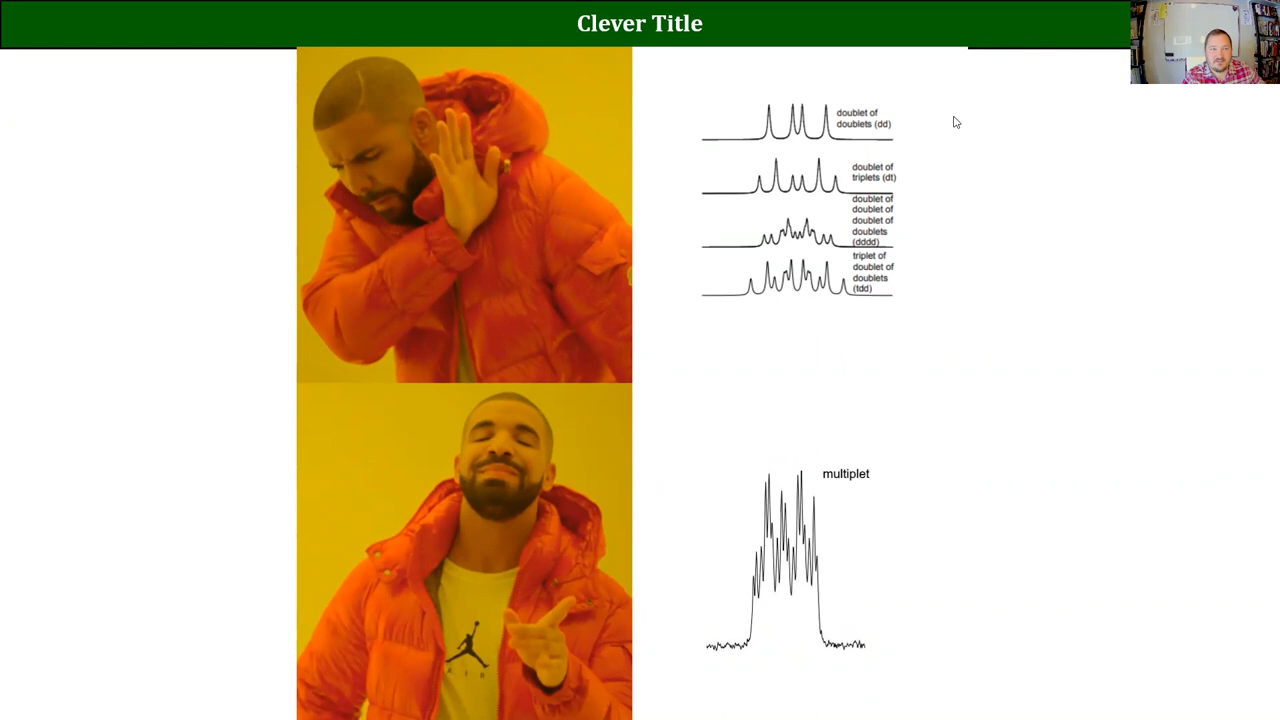 Clever Title
doublet of
doublets (dd)
doublet of
triplets (dt)
doublet of
doublet of
doublet of
doublets
(dddd)
triplet of
doublet of
doublets
(tdd)
multiplet